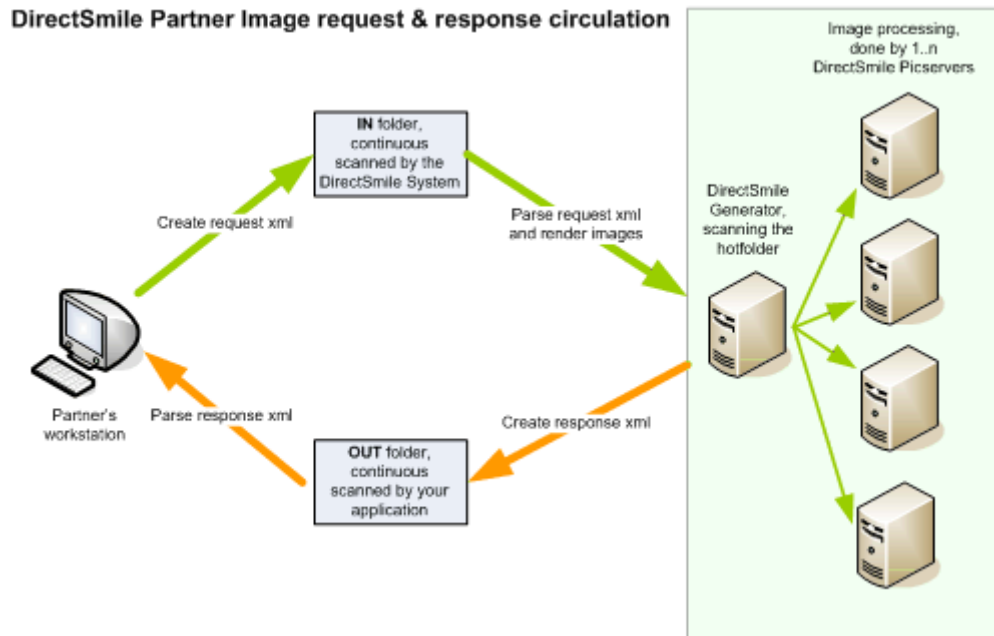 DirectSmile Partner Image request & response circulation
Image processing,
done by 1..n
DirectSmile Picservers
IN folder,
continuous
scanned by the
DirectSmile System
Create request xml
Parse request xml
and render images
DirectSmile
Generator,
scanning the
hotfolder
Partner's
workstation
Parse response xml
Create response xml
OUT folder,
continuous
scanned by your
application